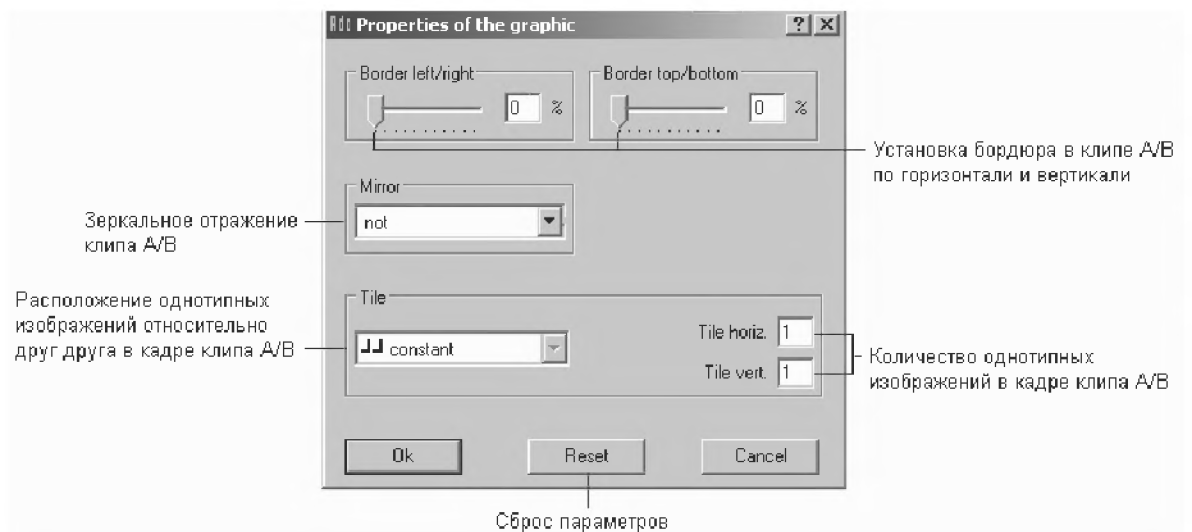 Adc Properties of the graphic
Border left/right
0 %
Border top/bottom
0 %
Установка бордюра в клипе A/B
по горизонтали и вертикали
Mirror
not
Зеркальное отражение
клипа A/B
Расположение однотипных
изображений относительно
друг друга в кадре клипа A/B
Tile
constant
Tile horiz. 1
Tile vert. 1
Количество однотипных
изображений в кадре клипа A/B
Ok
Reset
Cancel
Сброс параметров